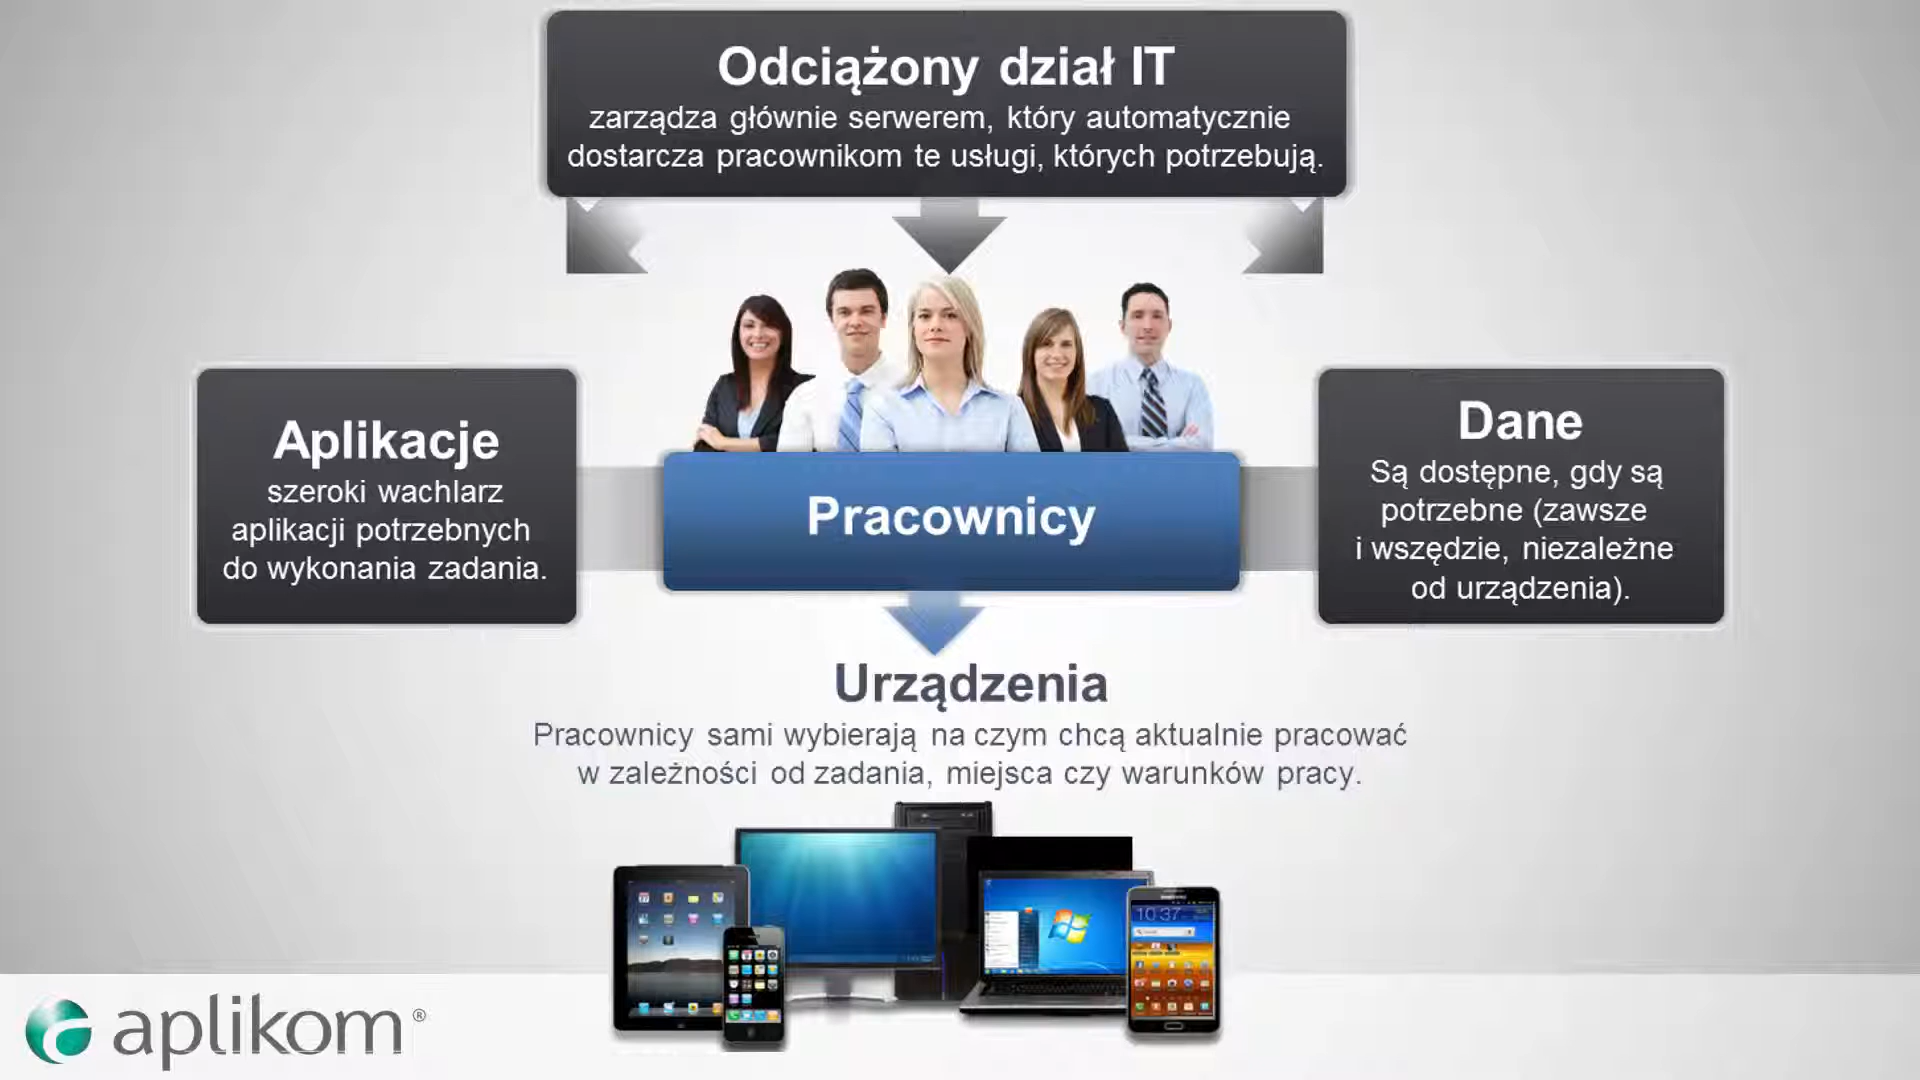 Odciążony dział IT
zarządza głównie serwerem, który automatycznie
dostarcza pracownikom te usługi, których potrzebują.
Aplikacje
szeroki wachlarz
aplikacji potrzebnych
do wykonania zadania.
Pracownicy
Dane
Są dostępne, gdy są
potrzebne (zawsze
i wszędzie, niezależne
od urządzenia).
Urządzenia
Pracownicy sami wybierają na czym chcą aktualnie pracować
w zależności od zadania, miejsca czy warunków pracy.
10:37
aplikom®